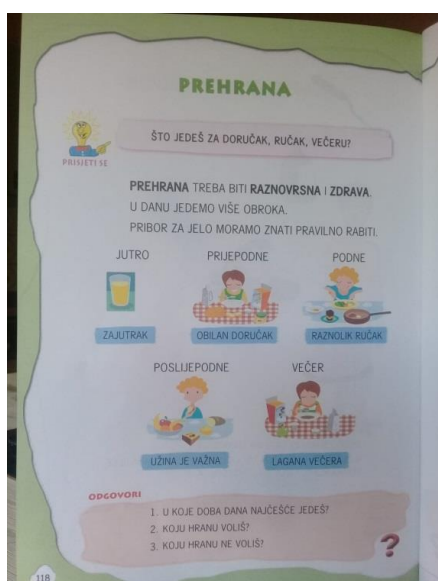 PREHRANA
ŠTO JEDEŠ ZA DORUČAK, RUČAK, VEČERU?
PRISJETI SE
PREHRANA TREBA BITI RAZNOVRSNA I ZDRAVA.
U DANU JEDEMO VIŠE OBROKA.
PRIBOR ZA JELO MORAMO ZNATI PRAVILNO RABITI.
JUTRO PRIJEPODNE PODNE
ZAJUTRAK OBILAN DORUČAK RAZNOLIK RUČAK
POSLIJEPODNE VEČER
UŽINA JE VAŽNA LAGANA VEČERA
ODGOVORI
1. U KOJE DOBA DANA NAJČEŠĆE JEDEŠ?
2. KOJU HRANU VOLIŠ?
3. KOJU HRANU NE VOLIŠ?
?
118